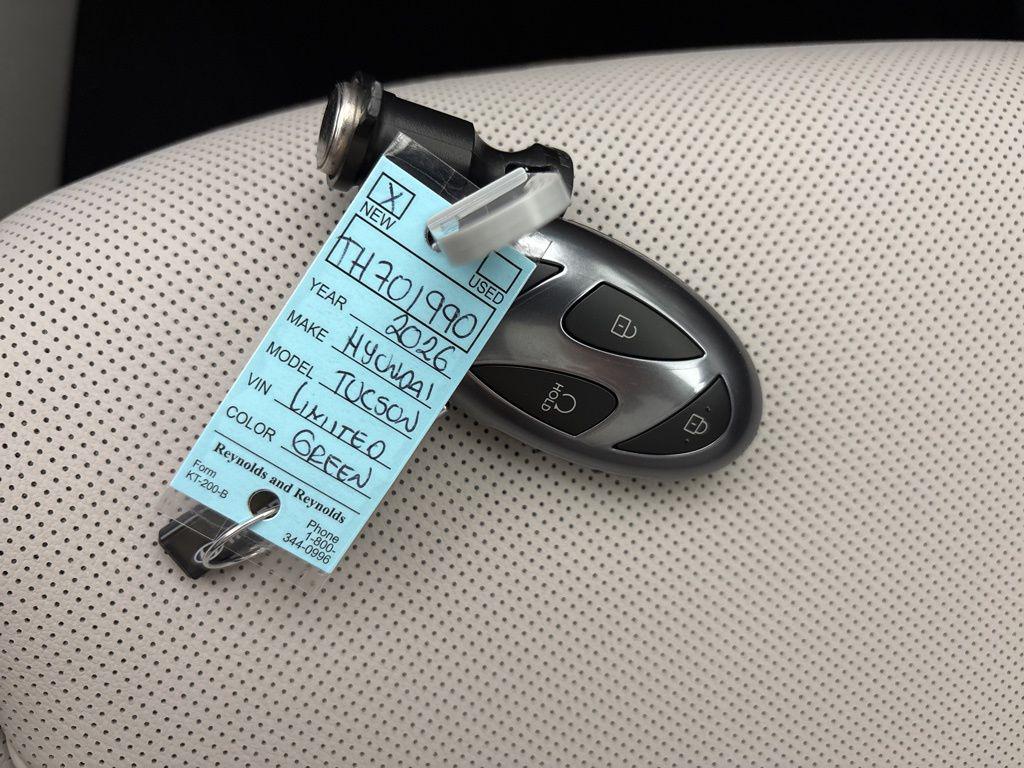 X
NEW
USED
TH701990
YEAR 2026
MAKE HYUNDAI
MODEL TUCSON
VIN LIMITED
COLOR GREEN
Reynolds and Reynolds
Form
KT-200-B
Phone
1-800-
344-0996
HOLD